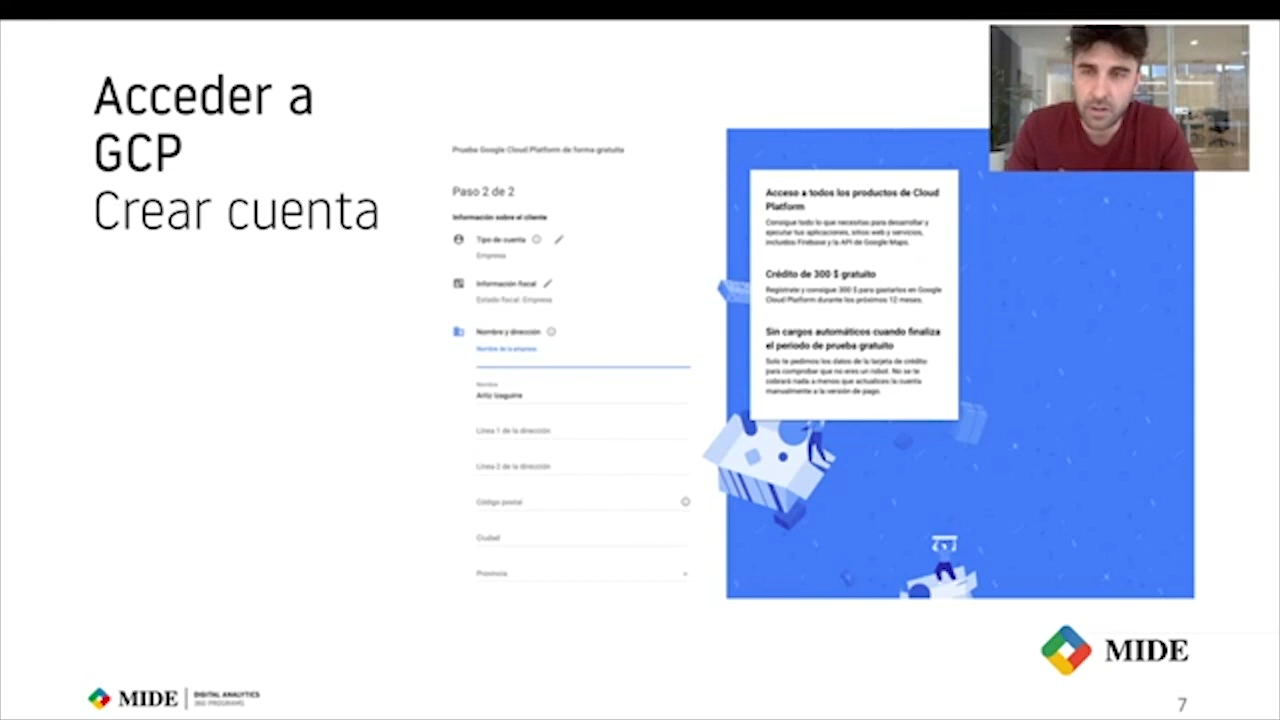 Acceder a
GCP
Crear cuenta
Prueba Google Cloud Platform de forma gratuita
Paso 2 de 2
Información sobre el cliente
Tipo de cuenta
Empresa
Información fiscal
Estado fiscal: Empresa
Nombre y dirección
Nombre de la empresa
Nombre
Aritz Izaguirre
Línea 1 de la dirección
Línea 2 de la dirección
Código postal
Ciudad
Provincia
Acceso a todos los productos de Cloud
Platform
Consigue todo lo que necesitas para desarrollar y
ejecutar tus aplicaciones, sitios web y servicios,
incluidos Firebase y la API de Google Maps.
Crédito de 300 $ gratuito
Regístrate y consigue 300 $ para gastarlos en Google
Cloud Platform durante los próximos 12 meses.
Sin cargos automáticos cuando finaliza
el periodo de prueba gratuito
Solo te pedimos los datos de la tarjeta de crédito
para comprobar que no eres un robot. No se te
cobrará nada a menos que actualices la cuenta
manualmente a la versión de pago.
MIDE
MIDE
DIGITAL ANALYTICS
360 PROGRAMS
7